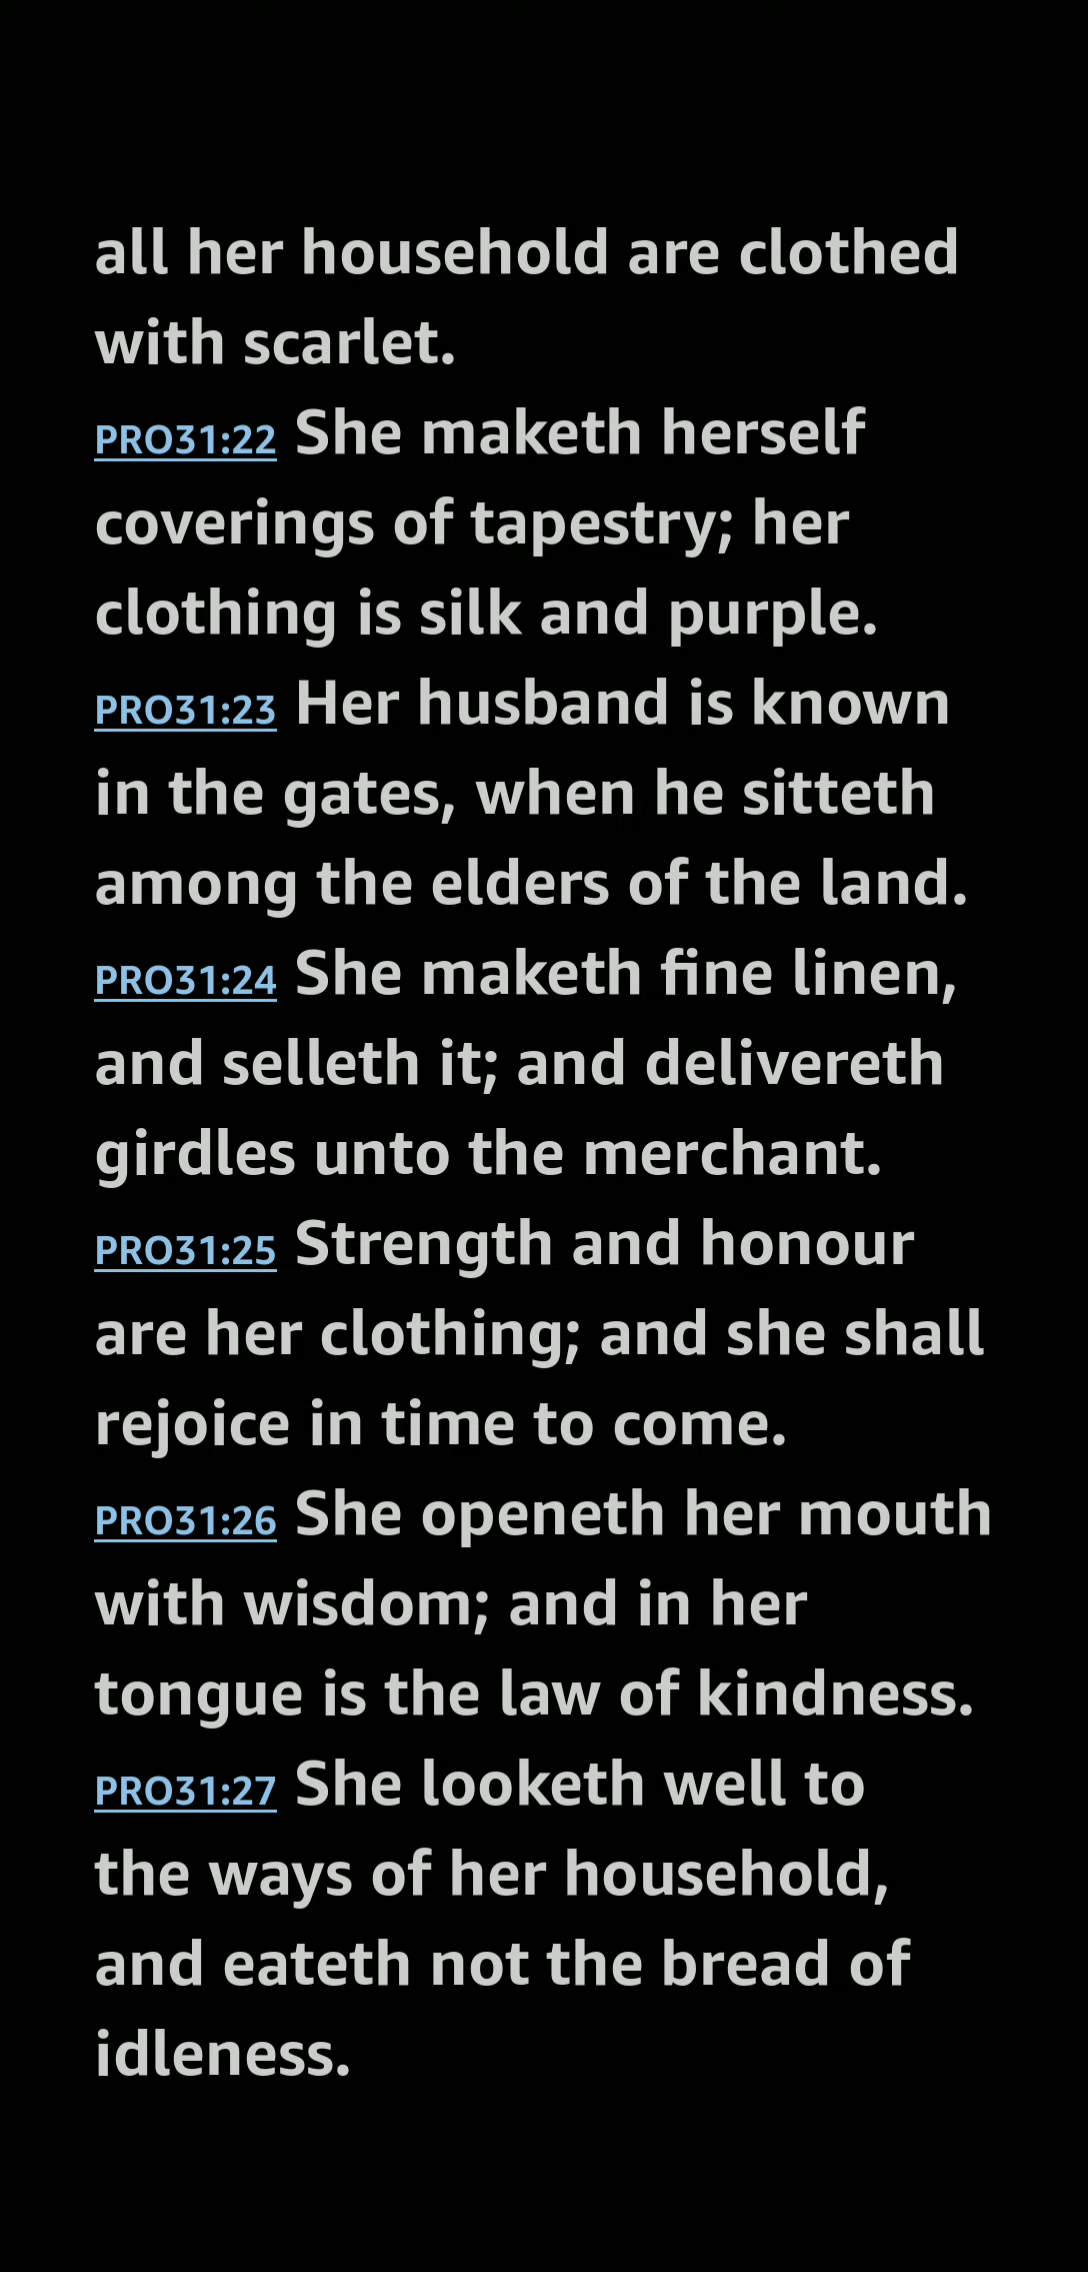 all her household are clothed
with scarlet.
PRO31:22 She maketh herself
coverings of tapestry; her
clothing is silk and purple.
PRO31:23 Her husband is known
in the gates, when he sitteth
among the elders of the land.
PRO31:24 She maketh fine linen,
and selleth it; and delivereth
girdles unto the merchant.
PRO31:25 Strength and honour
are her clothing; and she shall
rejoice in time to come.
PRO31:26 She openeth her mouth
with wisdom; and in her
tongue is the law of kindness.
PRO31:27 She looketh well to
the ways of her household,
and eateth not the bread of
idleness.